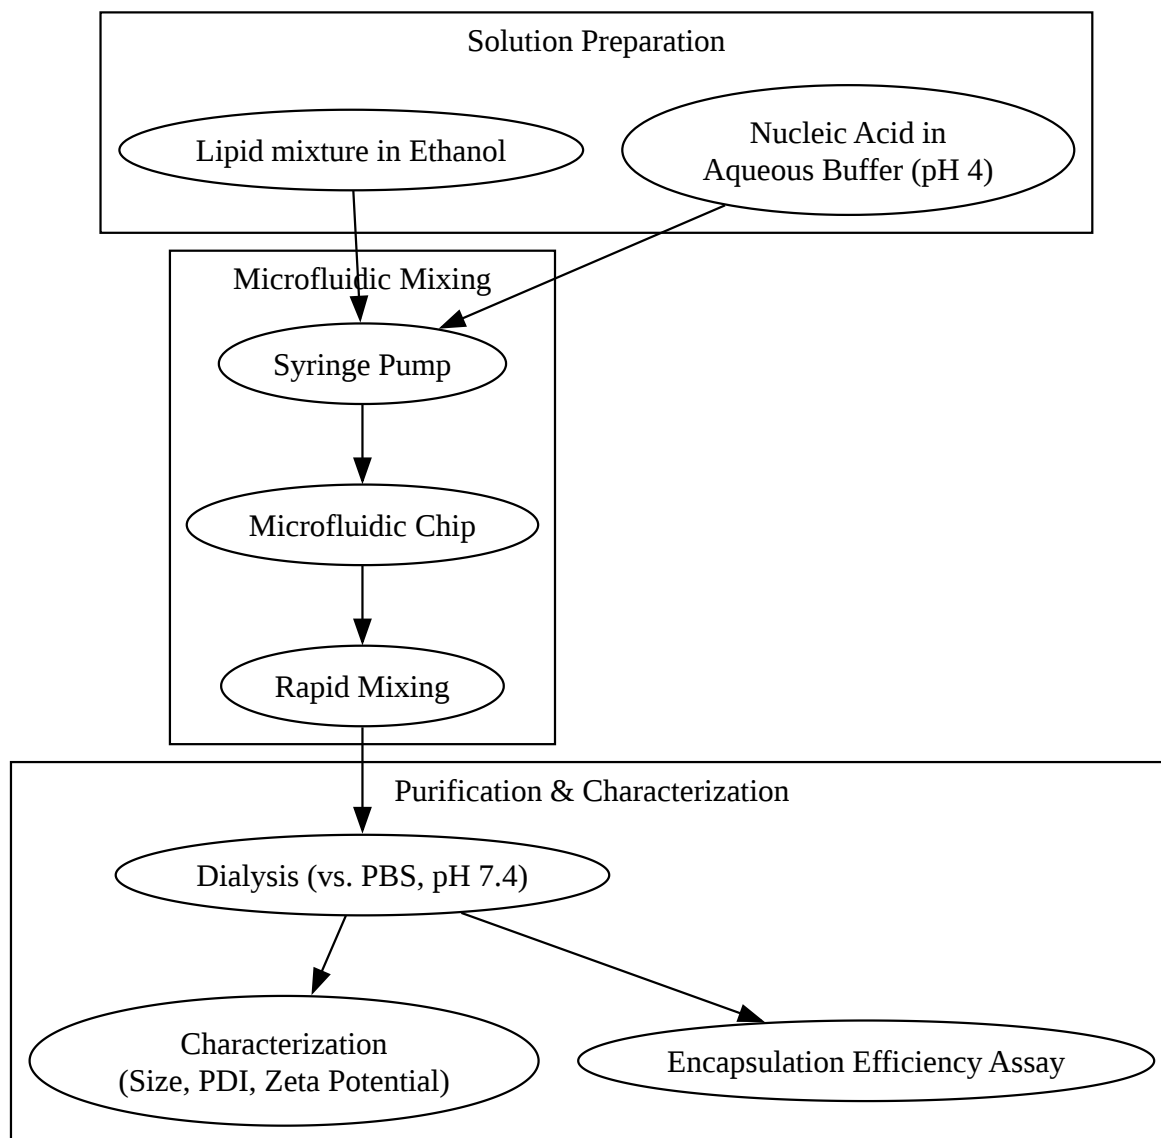 Solution Preparation
Lipid mixture in Ethanol
Nucleic Acid in
Aqueous Buffer (pH 4)
Microfluidic Mixing
Syringe Pump
Microfluidic Chip
Rapid Mixing
Purification & Characterization
Dialysis (vs. PBS, pH 7.4)
Characterization
(Size, PDI, Zeta Potential)
Encapsulation Efficiency Assay